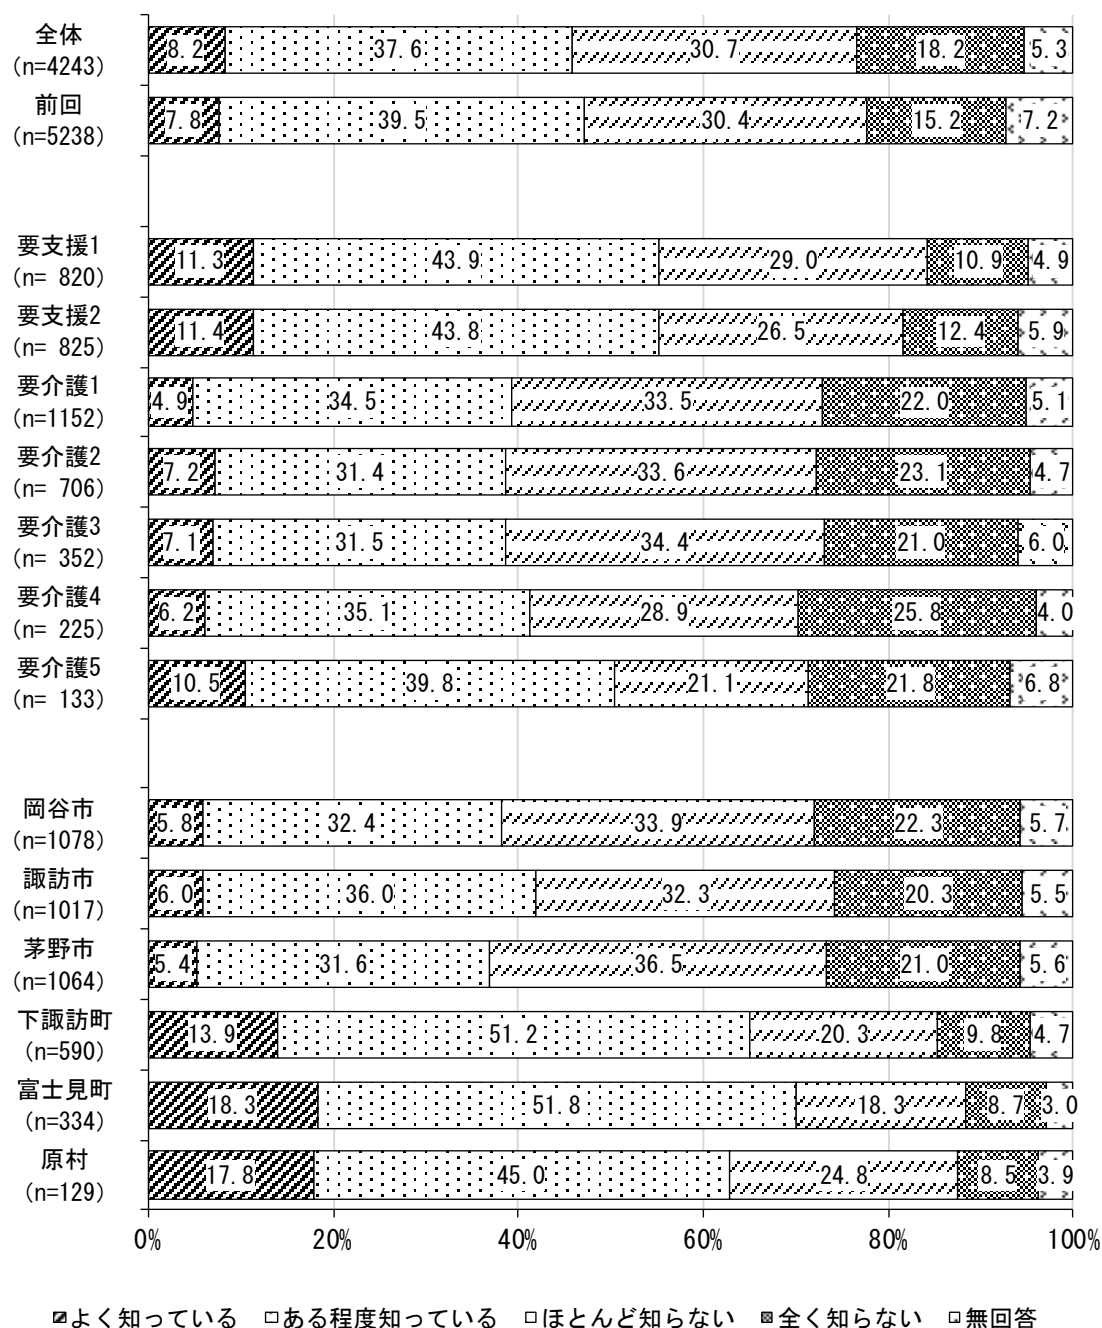 全体
(n=4243)
8.2 37.6 30.7 18.2 5.3
前回
(n=5238)
7.8 39.5 30.4 15.2 7.2
要支援1
(n= 820)
11.3 43.9 29.0 10.9 4.9
要支援2
(n= 825)
11.4 43.8 26.5 12.4 5.9
要介護1
(n=1152)
4.9 34.5 33.5 22.0 5.1
要介護2
(n= 706)
7.2 31.4 33.6 23.1 4.7
要介護3
(n= 352)
7.1 31.5 34.4 21.0 6.0
要介護4
(n= 225)
6.2 35.1 28.9 25.8 4.0
要介護5
(n= 133)
10.5 39.8 21.1 21.8 6.8
岡谷市
(n=1078)
5.8 32.4 33.9 22.3 5.7
諏訪市
(n=1017)
6.0 36.0 32.3 20.3 5.5
茅野市
(n=1064)
5.4 31.6 36.5 21.0 5.6
下諏訪町
(n=590)
13.9 51.2 20.3 9.8 4.7
富士見町
(n=334)
18.3 51.8 18.3 8.7 3.0
原村
(n=129)
17.8 45.0 24.8 8.5 3.9
0% 20% 40% 60% 80% 100%
よく知っている ある程度知っている ほとんど知らない 全く知らない 無回答